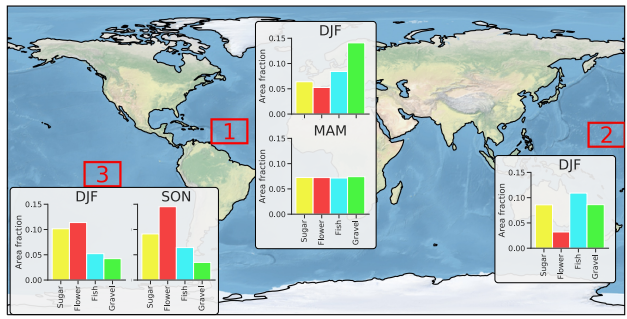 DJF
0.15
0.10
0.05
0.00
Area fraction
MAM
0.15
0.10
0.05
0.00
Area fraction
Sugar
Flower
Fish
Gravel
1
2
3
DJF
SON
0.15
0.10
0.05
0.00
Area fraction
Sugar
Flower
Fish
Gravel
Sugar
Flower
Fish
Gravel
DJF
0.15
0.10
0.05
0.00
Area fraction
Sugar
Flower
Fish
Gravel